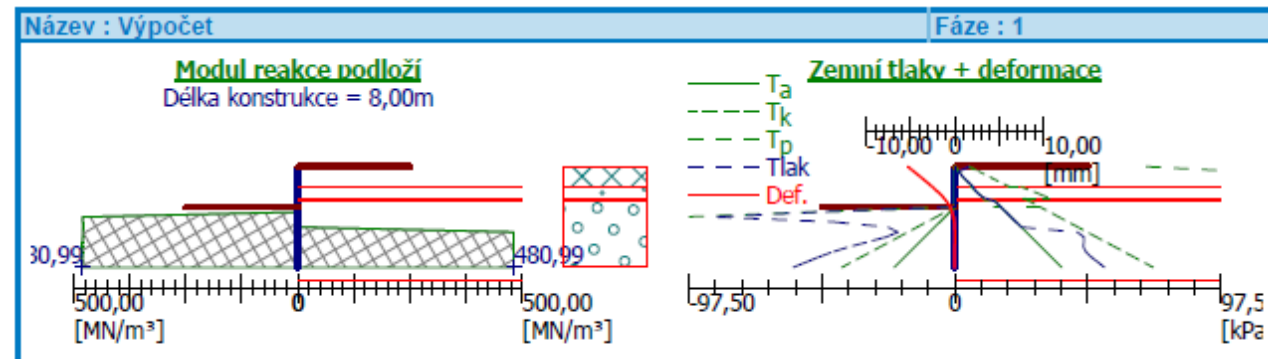 Název : Výpočet
Fáze : 1
Modul reakce podloží
Délka konstrukce = 8,00m
30,99
480,99
500,00
0
500,00
[MN/m³]
[MN/m³]
Zemní tlaky + deformace
Ta
Tk
Tp
Tlak
Def.
-10,00
0
10,00
[mm]
-97,50
0
97,5
[kPa